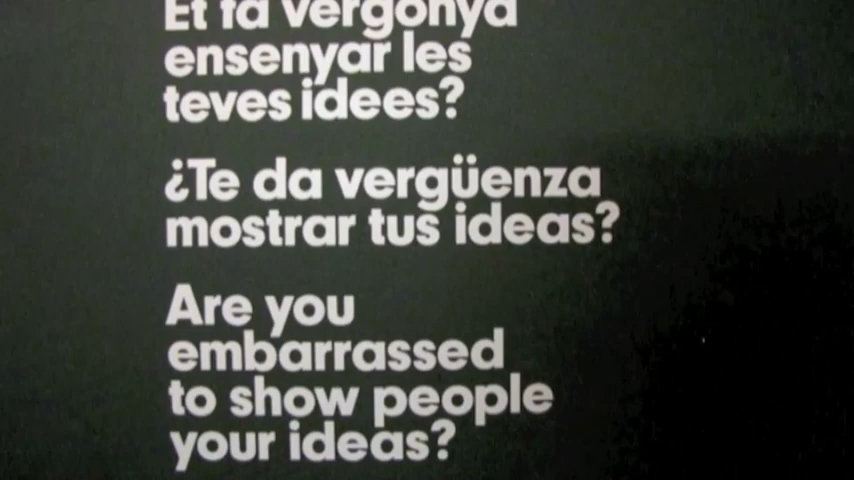 Et fa vergonya
ensenyar les
teves idees?
¿Te da vergüenza
mostrar tus ideas?
Are you
embarrassed
to show people
your ideas?